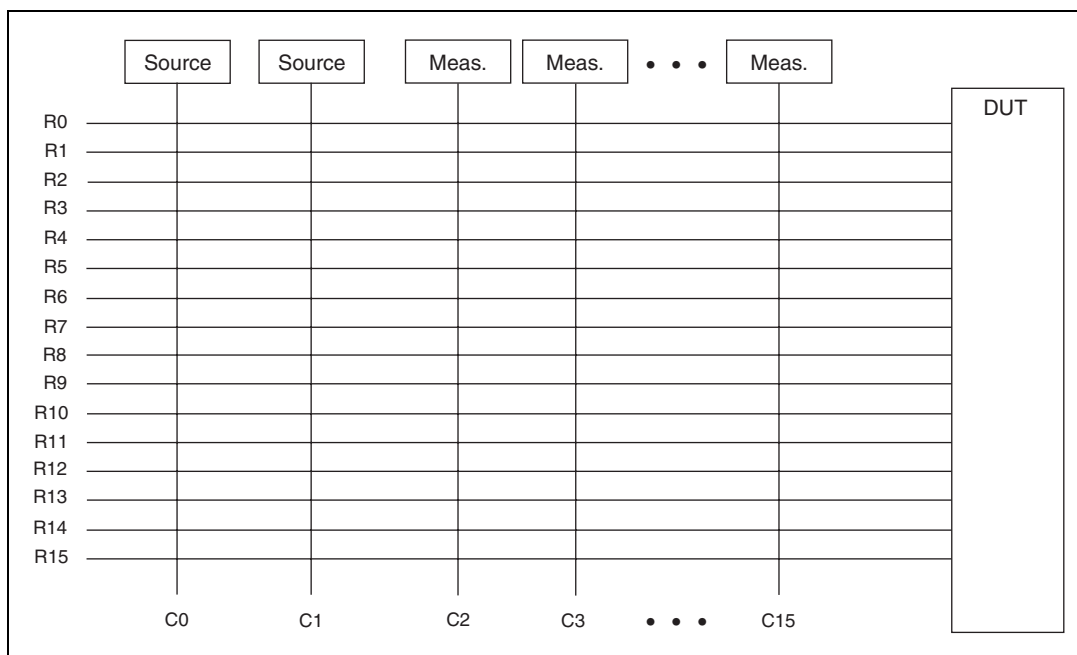 Source Source Meas. Meas. • • • Meas.
DUT
R0
R1
R2
R3
R4
R5
R6
R7
R8
R9
R10
R11
R12
R13
R14
R15
C0 C1 C2 C3 • • • C15